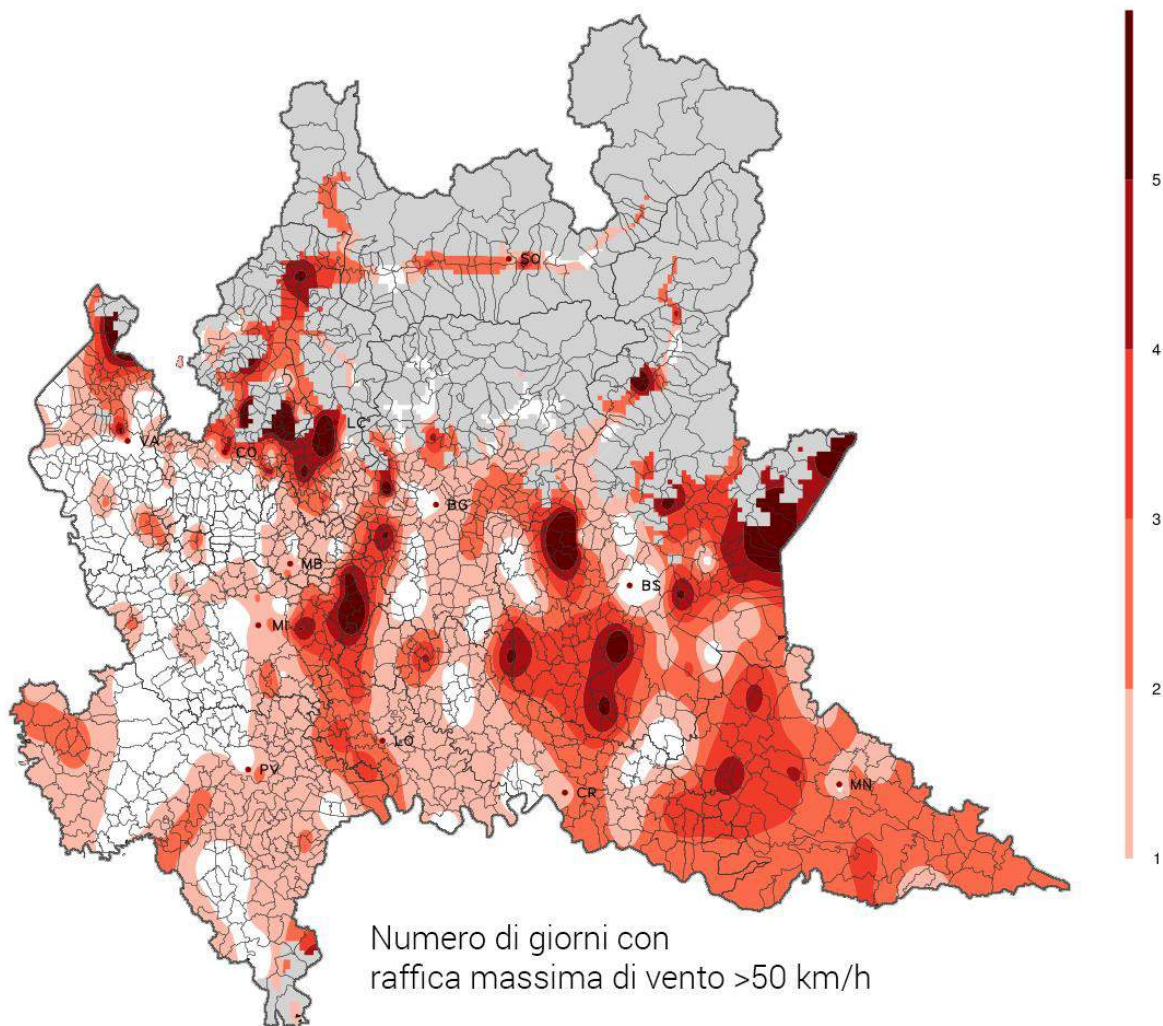 5
SO
4
LC
VA
CO
BG
3
MB
BS
MI
2
LO
PV
CR
MN
1
Numero di giorni con
raffica massima di vento >50 km/h